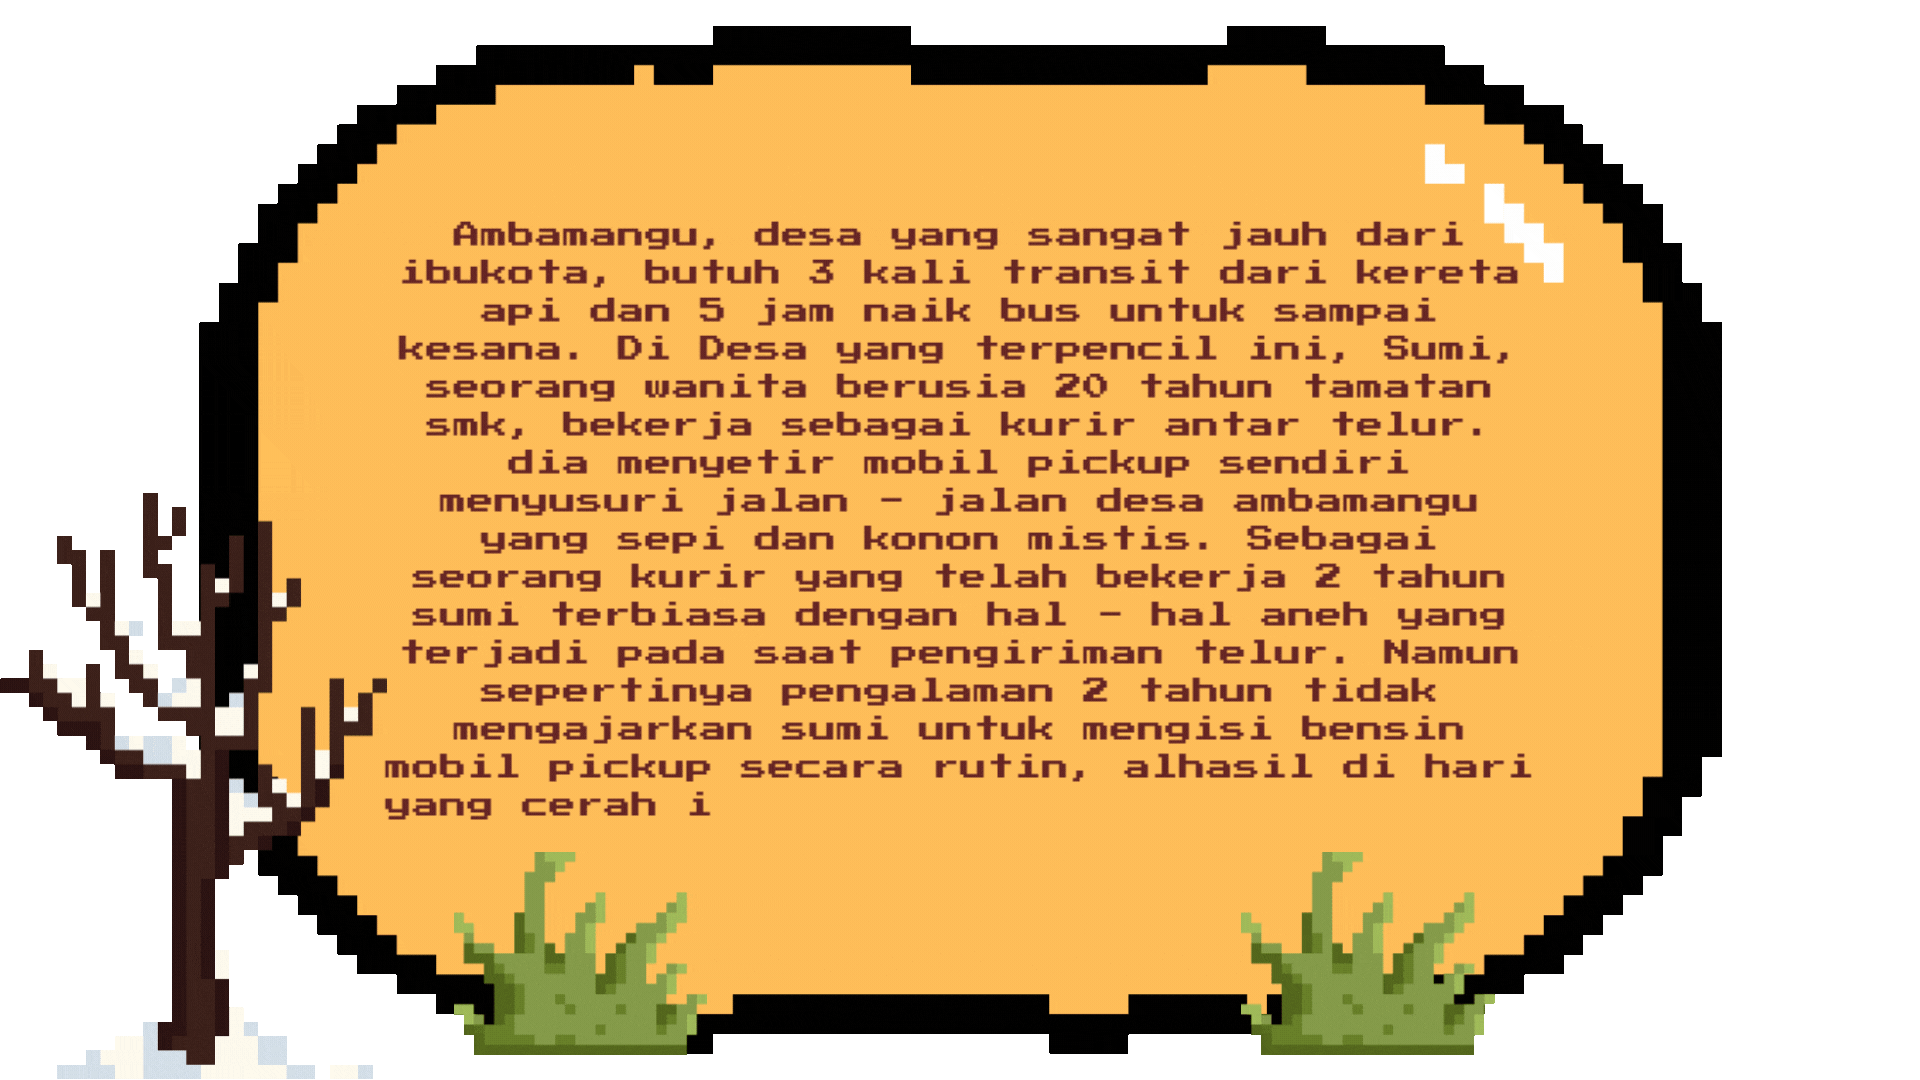 Ambamangu, desa yang sangat jauh dari
ibukota, butuh 3 kali transit dari kereta
api dan 5 jam naik bus untuk sampai
kesana. Di Desa yang terpencil ini, Sumi,
seorang wanita berusia 20 tahun tamatan
smk, bekerja sebagai kurir antar telur.
dia menyetir mobil pickup sendiri
menyusuri jalan - jalan desa ambamangu
yang sepi dan konon mistis. Sebagai
seorang kurir yang telah bekerja 2 tahun
sumi terbiasa dengan hal - hal aneh yang
terjadi pada saat pengiriman telur. Namun
sepertinya pengalaman 2 tahun tidak
mengajarkan sumi untuk mengisi bensin
mobil pickup secara rutin, alhasil di hari
yang cerah i